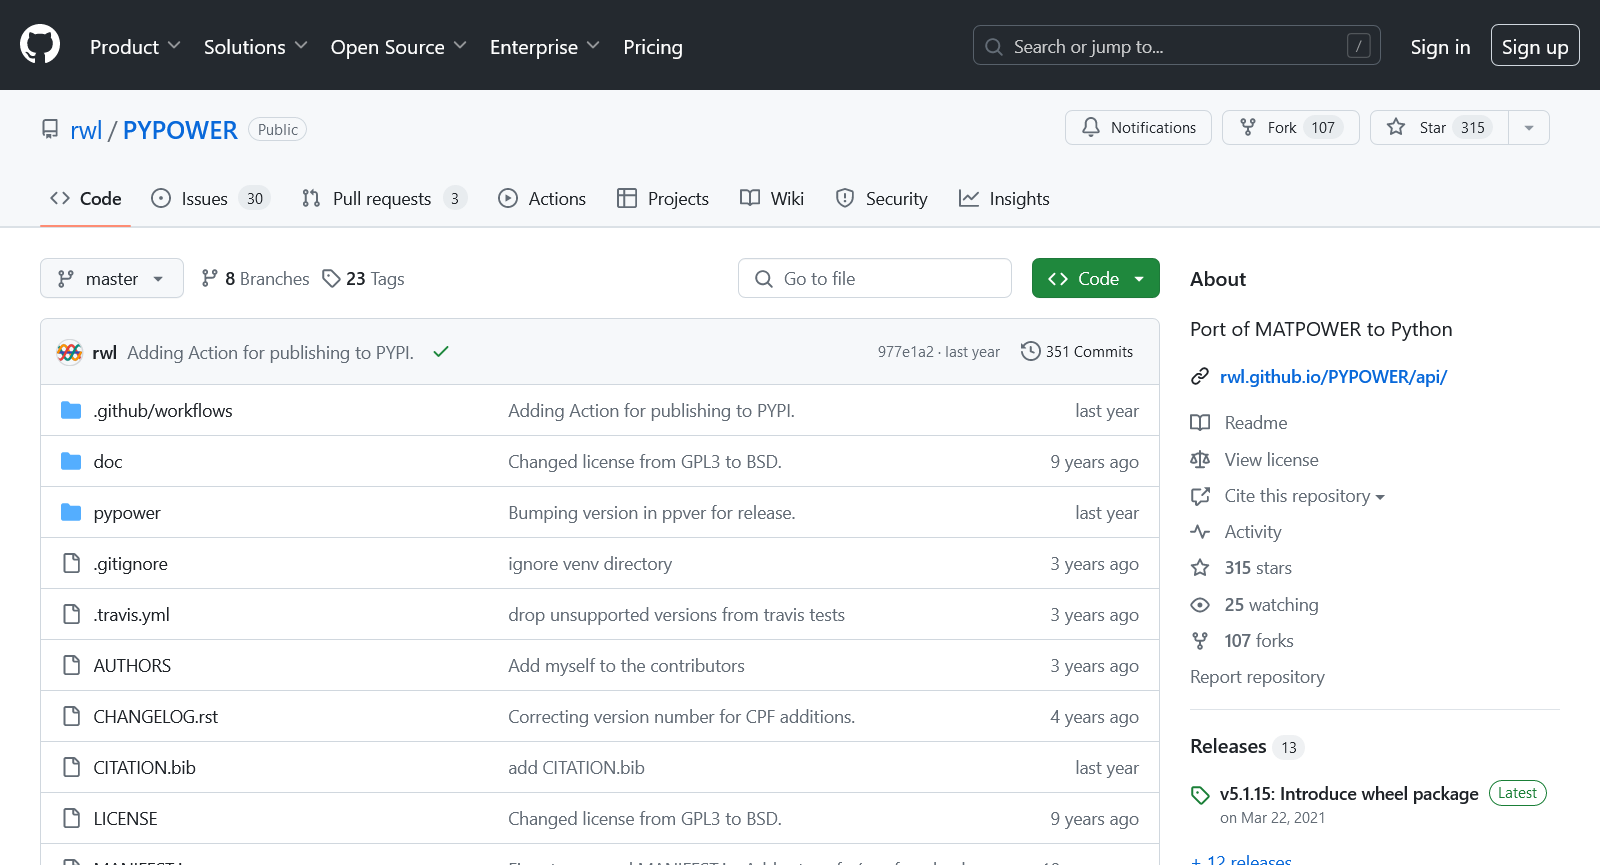 Product Solutions Open Source Enterprise Pricing Search or jump to... / Sign in Sign up
rwl / PYPOWER Public Notifications Fork 107 Star 315
Code Issues 30 Pull requests 3 Actions Projects Wiki Security Insights
master 8 Branches 23 Tags Go to file Code
rwl Adding Action for publishing to PYPI. 977e1a2 · last year 351 Commits
.github/workflows Adding Action for publishing to PYPI. last year
doc Changed license from GPL3 to BSD. 9 years ago
pypower Bumping version in ppver for release. last year
.gitignore ignore venv directory 3 years ago
.travis.yml drop unsupported versions from travis tests 3 years ago
AUTHORS Add myself to the contributors 3 years ago
CHANGELOG.rst Correcting version number for CPF additions. 4 years ago
CITATION.bib add CITATION.bib last year
LICENSE Changed license from GPL3 to BSD. 9 years ago
About
Port of MATPOWER to Python
rwl.github.io/PYPOWER/api/
Readme
View license
Cite this repository
Activity
315 stars
25 watching
107 forks
Report repository
Releases 13
v5.1.15: Introduce wheel package Latest
on Mar 22, 2021
+ 12 releases